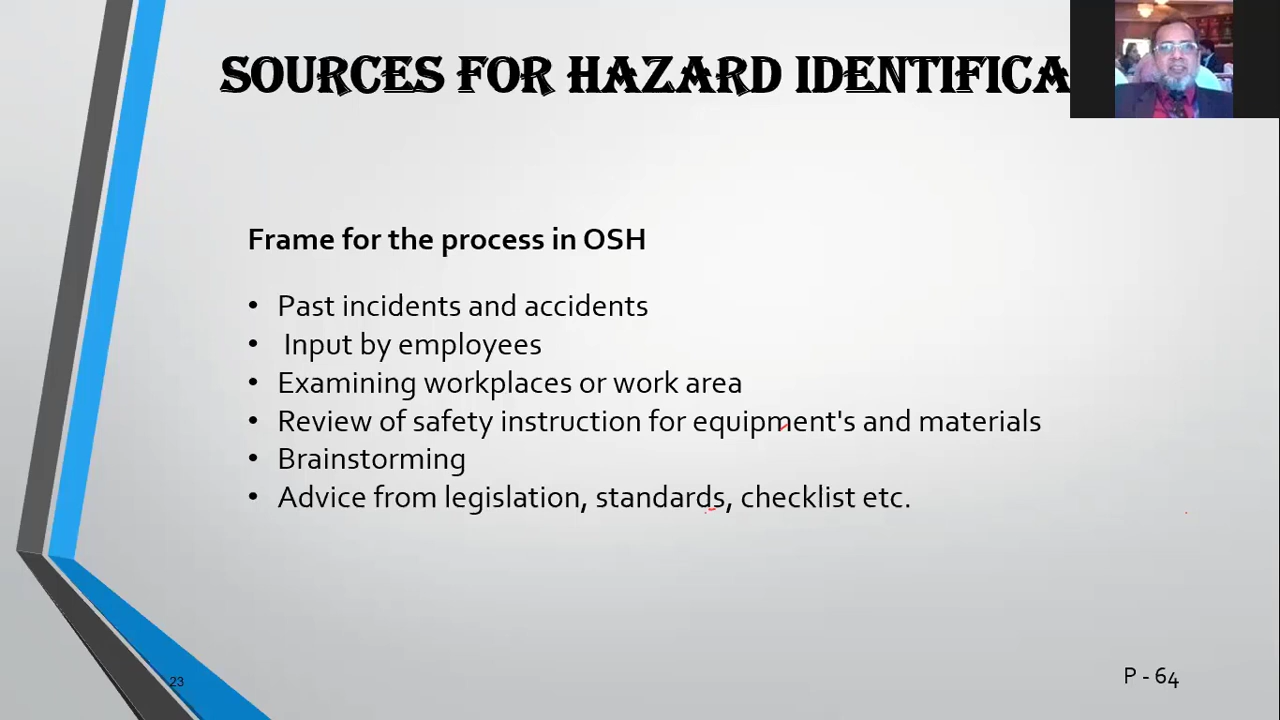 SOURCES FOR HAZARD IDENTIFICA
Frame for the process in OSH
• Past incidents and accidents
• Input by employees
• Examining workplaces or work area
• Review of safety instruction for equipment's and materials
• Brainstorming
• Advice from legislation, standards, checklist etc.
23
P - 64